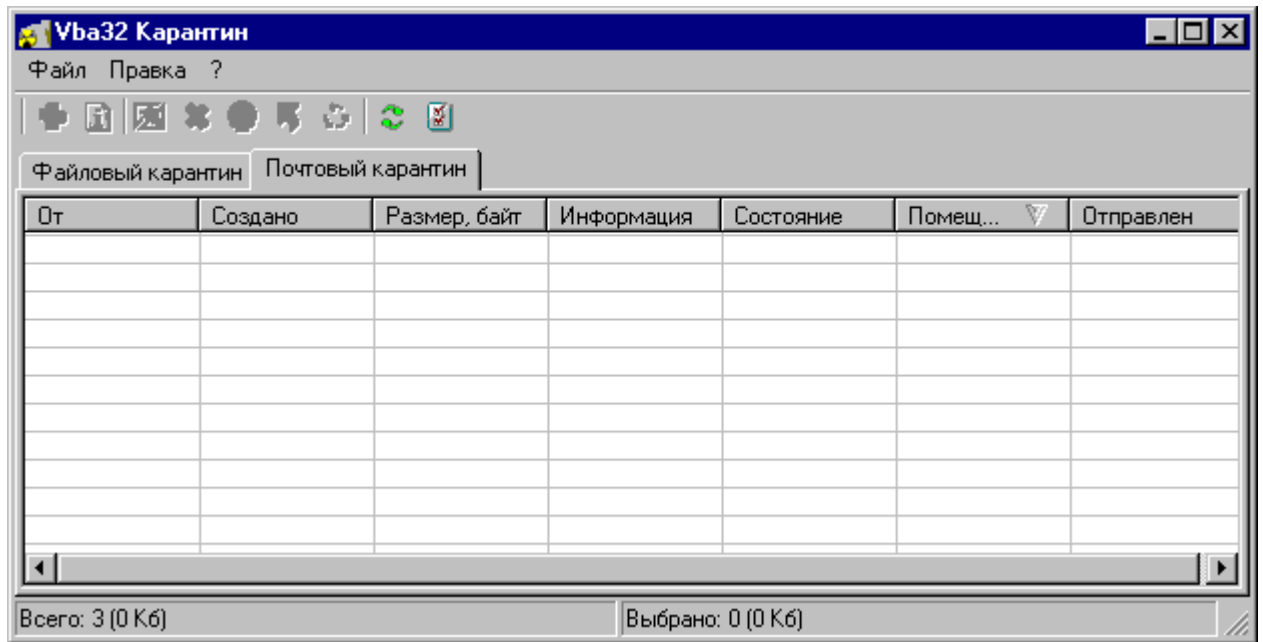 Vba32 Карантин
Файл Правка ?
Файловый карантин Почтовый карантин
От Создано Размер, байт Информация Состояние Помещ... Отправлен
Всего: 3 (0 Кб) Выбрано: 0 (0 Кб)